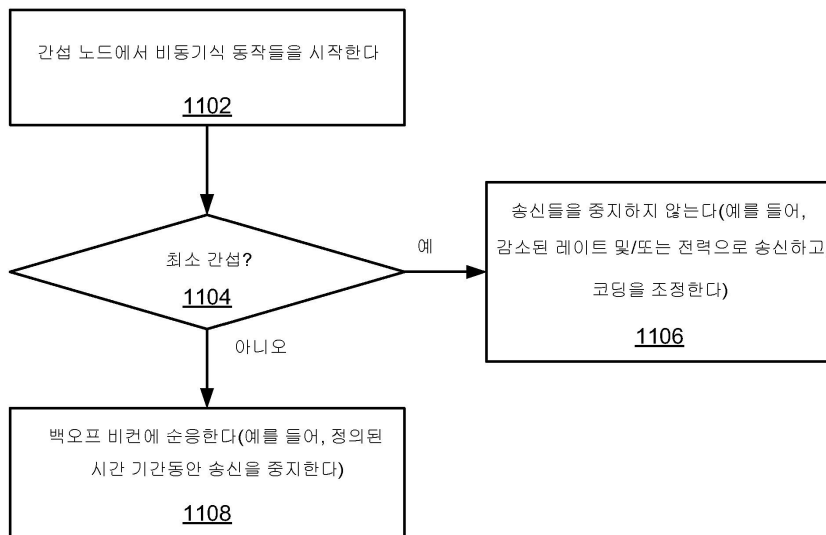 간섭 노드에서 비동기식 동작들을 시작한다
1102
최소 간섭?
1104
예
송신들을 중지하지 않는다(예를 들어,
감소된 레이트 및/또는 전력으로 송신하고
코딩을 조정한다)
1106
아니오
백오프 비컨에 순응한다(예를 들어, 정의된
시간 기간동안 송신을 중지한다)
1108